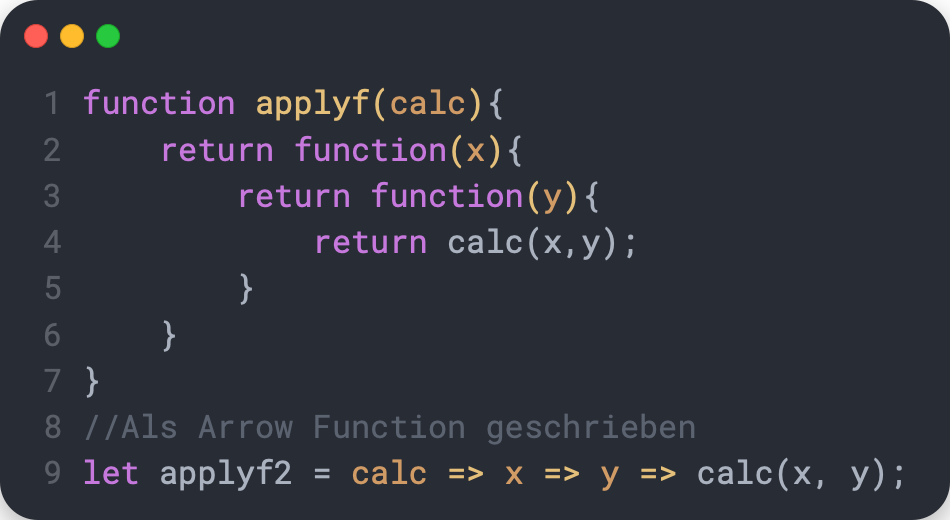 1 function applyf(calc){
2     return function(x){
3         return function(y){
4             return calc(x,y);
5         }
6     }
7 }
8 //Als Arrow Function geschrieben
9 let applyf2 = calc => x => y => calc(x, y);